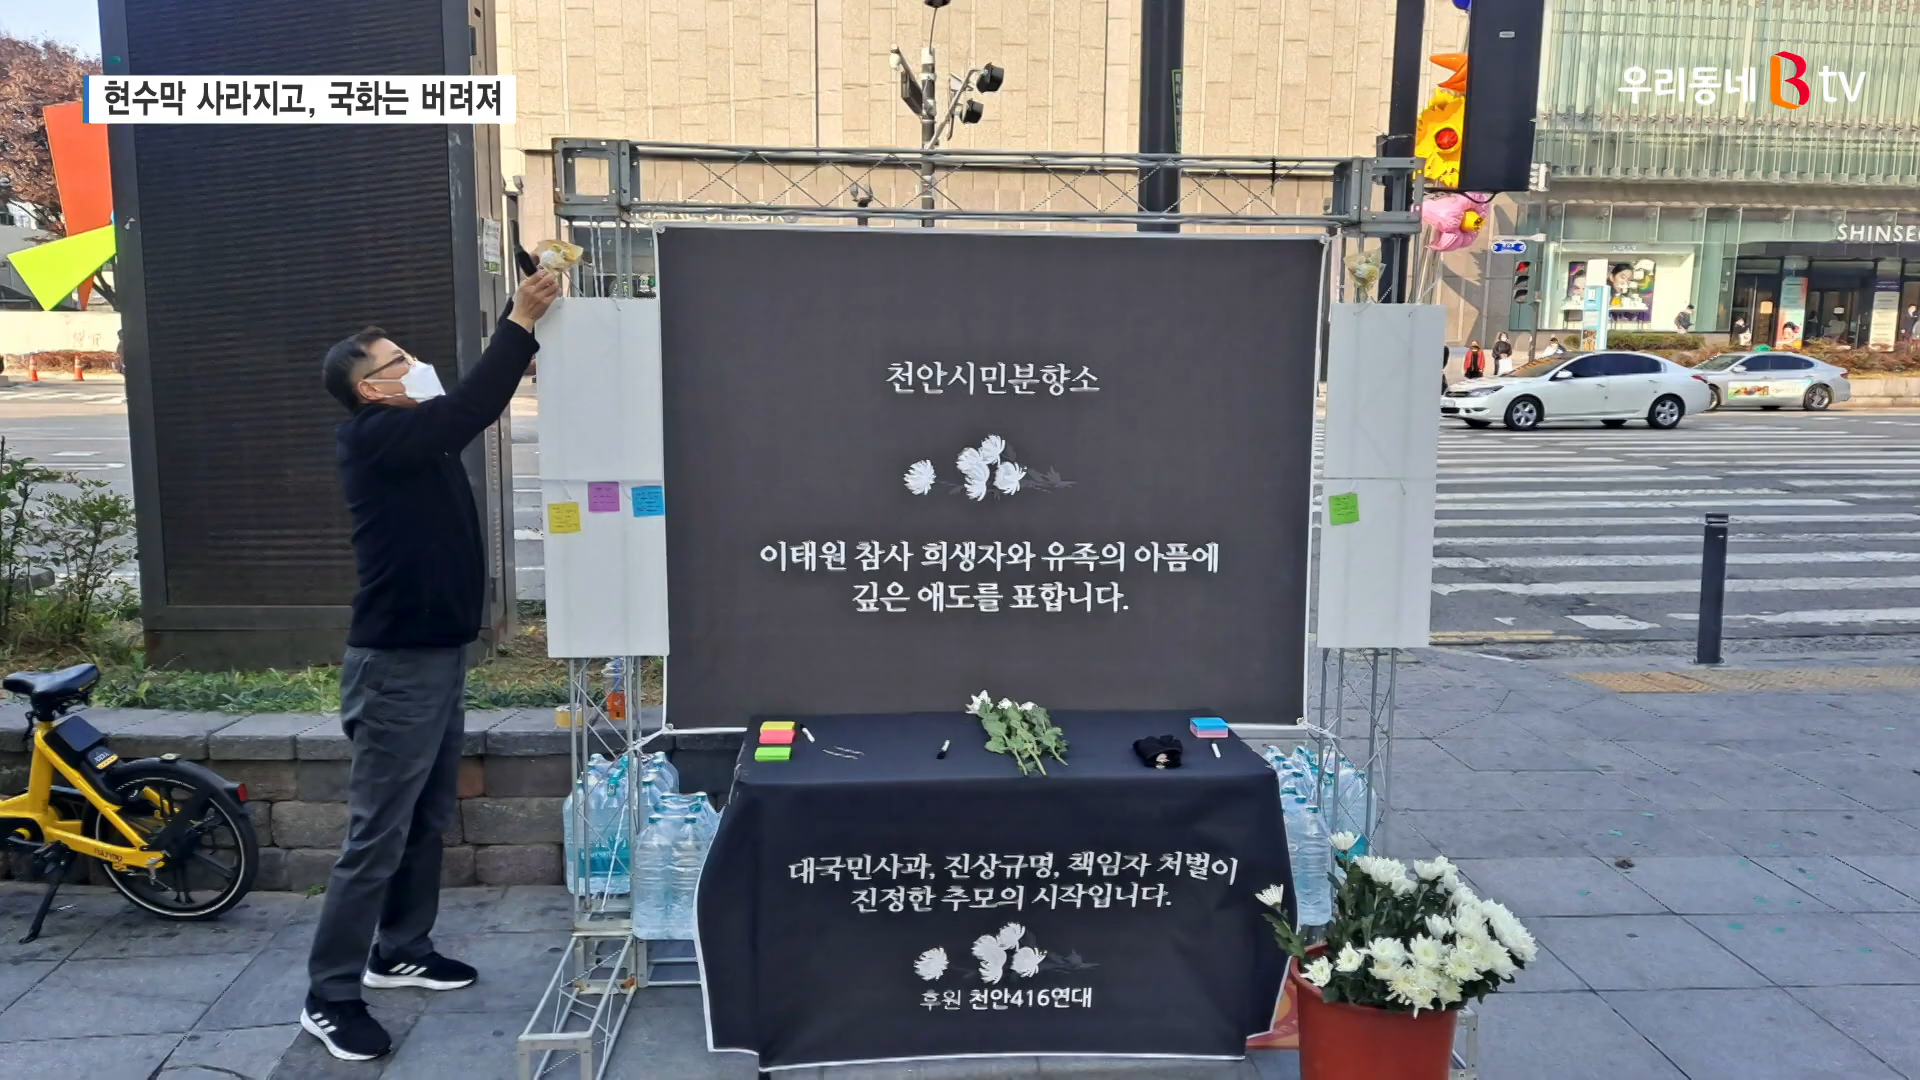 현수막 사라지고, 국화는 버려져
우리동네 B tv
SHINSE
천안시민분향소
이태원 참사 희생자와 유족의 아픔에
깊은 애도를 표합니다.
대국민사과, 진상규명, 책임자 처벌이
진정한 추모의 시작입니다.
후원 천안416연대